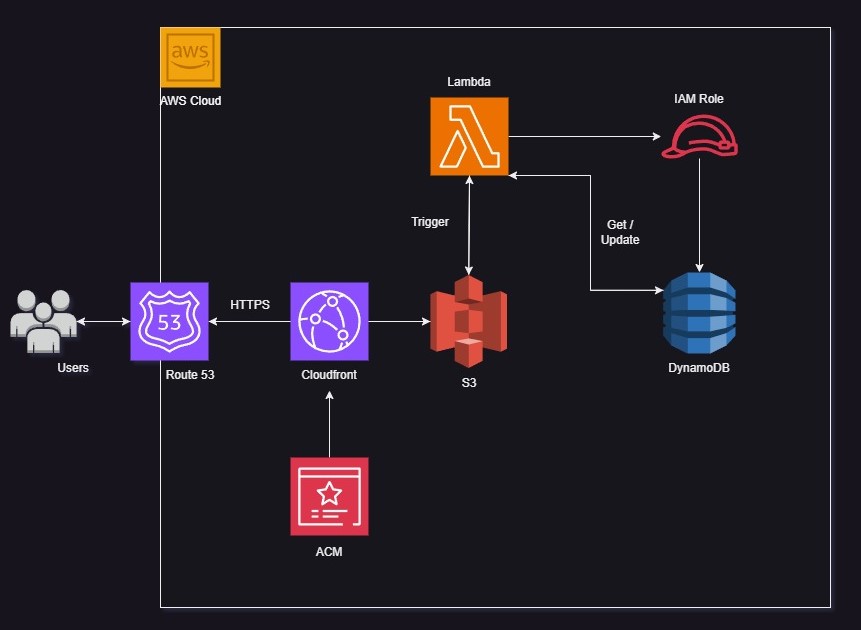 aws
AWS Cloud
Lambda
IAM Role
Trigger
Get /
Update
HTTPS
53
Users
Route 53
Cloudfront
S3
DynamoDB
ACM